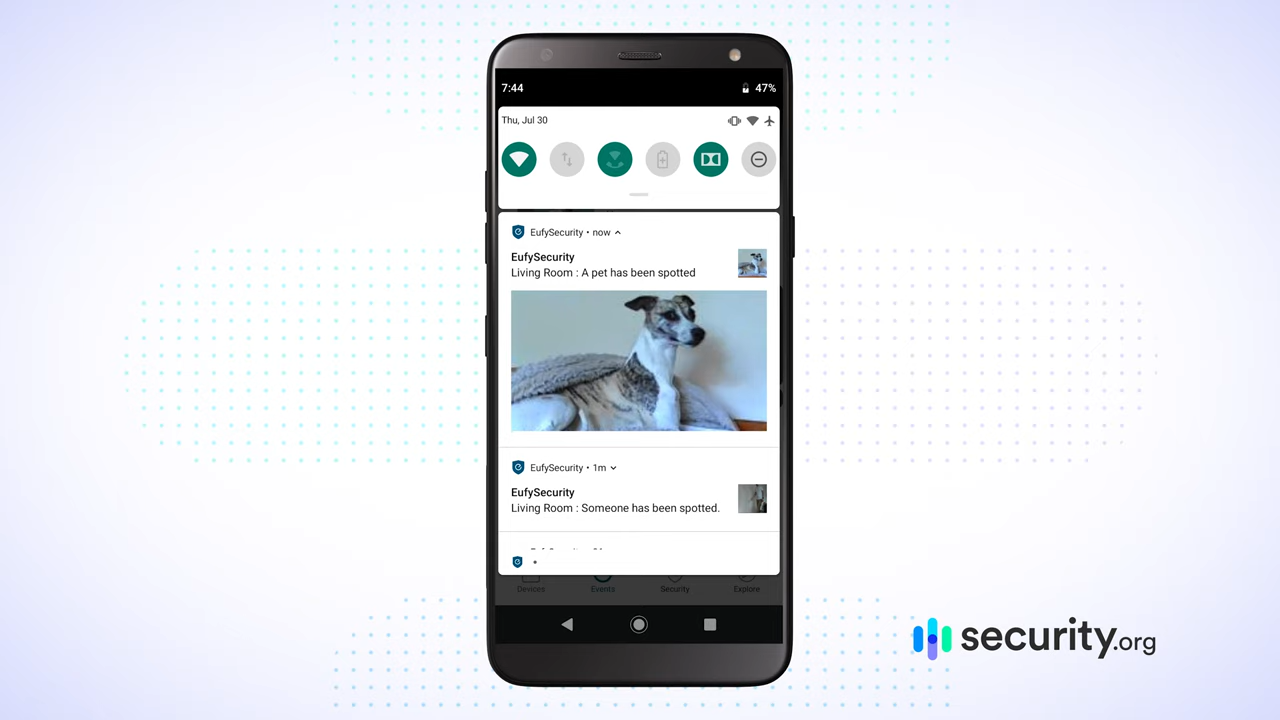 7:44
47%
Thu, Jul 30
EufySecurity • now
EufySecurity
Living Room : A pet has been spotted
EufySecurity • 1m
EufySecurity
Living Room : Someone has been spotted.
Devices
Events
Security
Explore
security.org